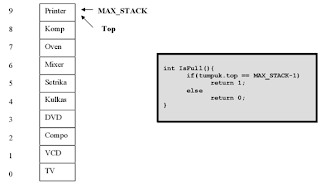 9 Printer MAX_STACK
8 Komp Top
7 Oven
6 Mixer
5 Setrika
4 Kulkas
3 DVD
2 Compo
1 VCD
0 TV
int IsFull(){
if(tumpuk.top == MAX_STACK-1)
return 1;
else
return 0;
}